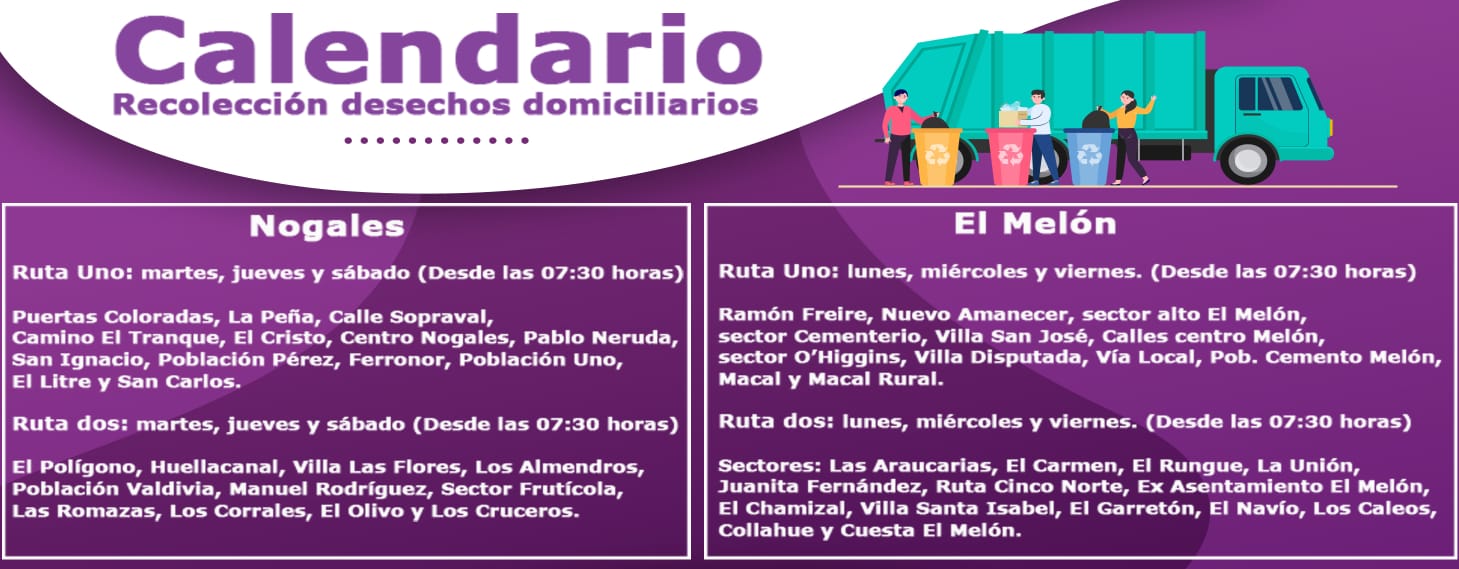 Calendario
Recolección desechos domiciliarios
Nogales
Ruta Uno: martes, jueves y sábado (Desde las 07:30 horas)
Puertas Coloradas, La Peña, Calle Sopraval,
Camino El Tranque, El Cristo, Centro Nogales, Pablo Neruda,
San Ignacio, Población Pérez, Ferronor, Población Uno,
El Litre y San Carlos.
Ruta dos: martes, jueves y sábado (Desde las 07:30 horas)
El Polígono, Huellacanal, Villa Las Flores, Los Almendros,
Población Valdivia, Manuel Rodríguez, Sector Frutícola,
Las Romazas, Los Corrales, El Olivo y Los Cruceros.
El Melón
Ruta Uno: lunes, miércoles y viernes. (Desde las 07:30 horas)
Ramón Freire, Nuevo Amanecer, sector alto El Melón,
sector Cementerio, Villa San José, Calles centro Melón,
sector O’Higgins, Villa Disputada, Vía Local, Pob. Cemento Melón,
Macal y Macal Rural.
Ruta dos: lunes, miércoles y viernes. (Desde las 07:30 horas)
Sectores: Las Araucarias, El Carmen, El Rungue, La Unión,
Juanita Fernández, Ruta Cinco Norte, Ex Asentamiento El Melón,
El Chamizal, Villa Santa Isabel, El Garretón, El Navío, Los Caleos,
Collahue y Cuesta El Melón.